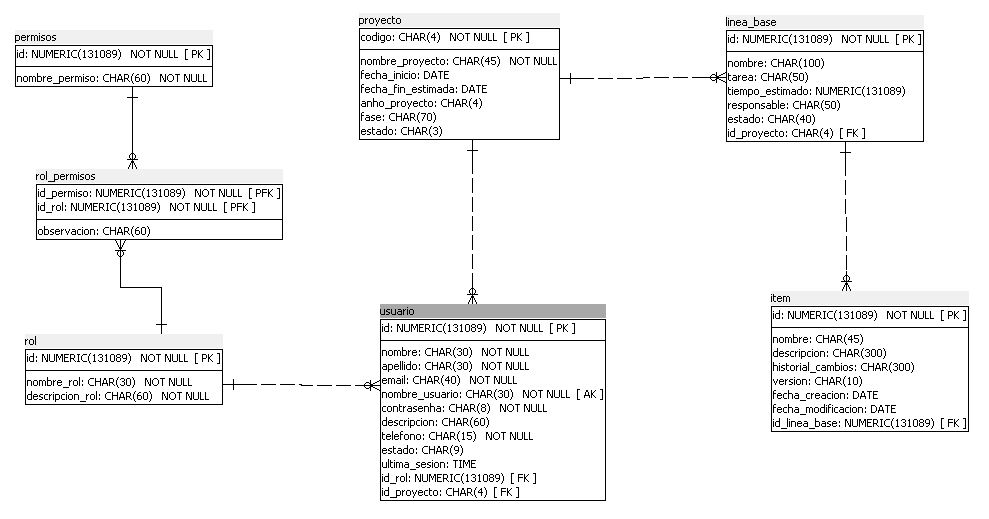 permisos
id: NUMERIC(131089) NOT NULL [ PK ]
nombre_permiso: CHAR(60) NOT NULL
rol_permisos
id_permiso: NUMERIC(131089) NOT NULL [ PFK ]
id_rol: NUMERIC(131089) NOT NULL [ PFK ]
observacion: CHAR(60)
rol
id: NUMERIC(131089) NOT NULL [ PK ]
nombre_rol: CHAR(30) NOT NULL
descripcion_rol: CHAR(60) NOT NULL
proyecto
codigo: CHAR(4) NOT NULL [ PK ]
nombre_proyecto: CHAR(45) NOT NULL
fecha_inicio: DATE
fecha_fin_estimada: DATE
anho_proyecto: CHAR(4)
fase: CHAR(70)
estado: CHAR(3)
usuario
id: NUMERIC(131089) NOT NULL [ PK ]
nombre: CHAR(30) NOT NULL
apellido: CHAR(30) NOT NULL
email: CHAR(40) NOT NULL
nombre_usuario: CHAR(30) NOT NULL [ AK ]
contrasenha: CHAR(8) NOT NULL
descripcion: CHAR(60)
telefono: CHAR(15) NOT NULL
estado: CHAR(9)
ultima_sesion: TIME
id_rol: NUMERIC(131089) [ FK ]
id_proyecto: CHAR(4) [ FK ]
linea_base
id: NUMERIC(131089) NOT NULL [ PK ]
nombre: CHAR(100)
tarea: CHAR(50)
tiempo_estimado: NUMERIC(131089)
responsable: CHAR(50)
estado: CHAR(40)
id_proyecto: CHAR(4) [ FK ]
item
id: NUMERIC(131089) NOT NULL [ PK ]
nombre: CHAR(45)
descripcion: CHAR(300)
historial_cambios: CHAR(300)
version: CHAR(10)
fecha_creacion: DATE
fecha_modificacion: DATE
id_linea_base: NUMERIC(131089) [ FK ]